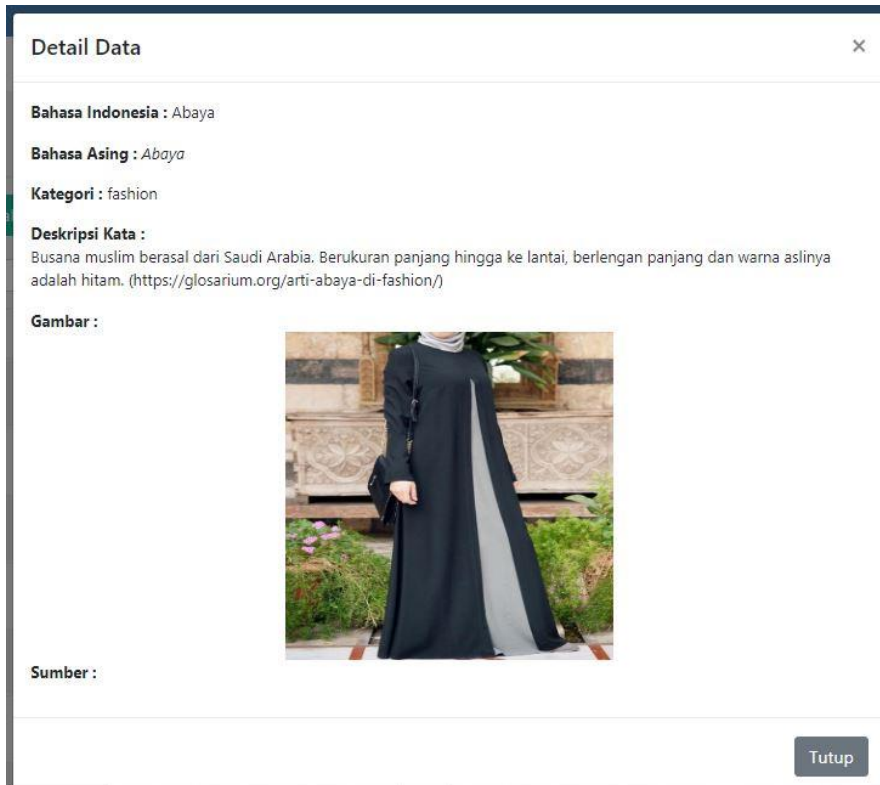 Detail Data ×
Bahasa Indonesia : Abaya
Bahasa Asing : Abaya
Kategori : fashion
Deskripsi Kata :
Busana muslim berasal dari Saudi Arabia. Berukuran panjang hingga ke lantai, berlengan panjang dan warna aslinya
adalah hitam. (https://glosarium.org/arti-abaya-di-fashion/)
Gambar :
Sumber :
Tutup